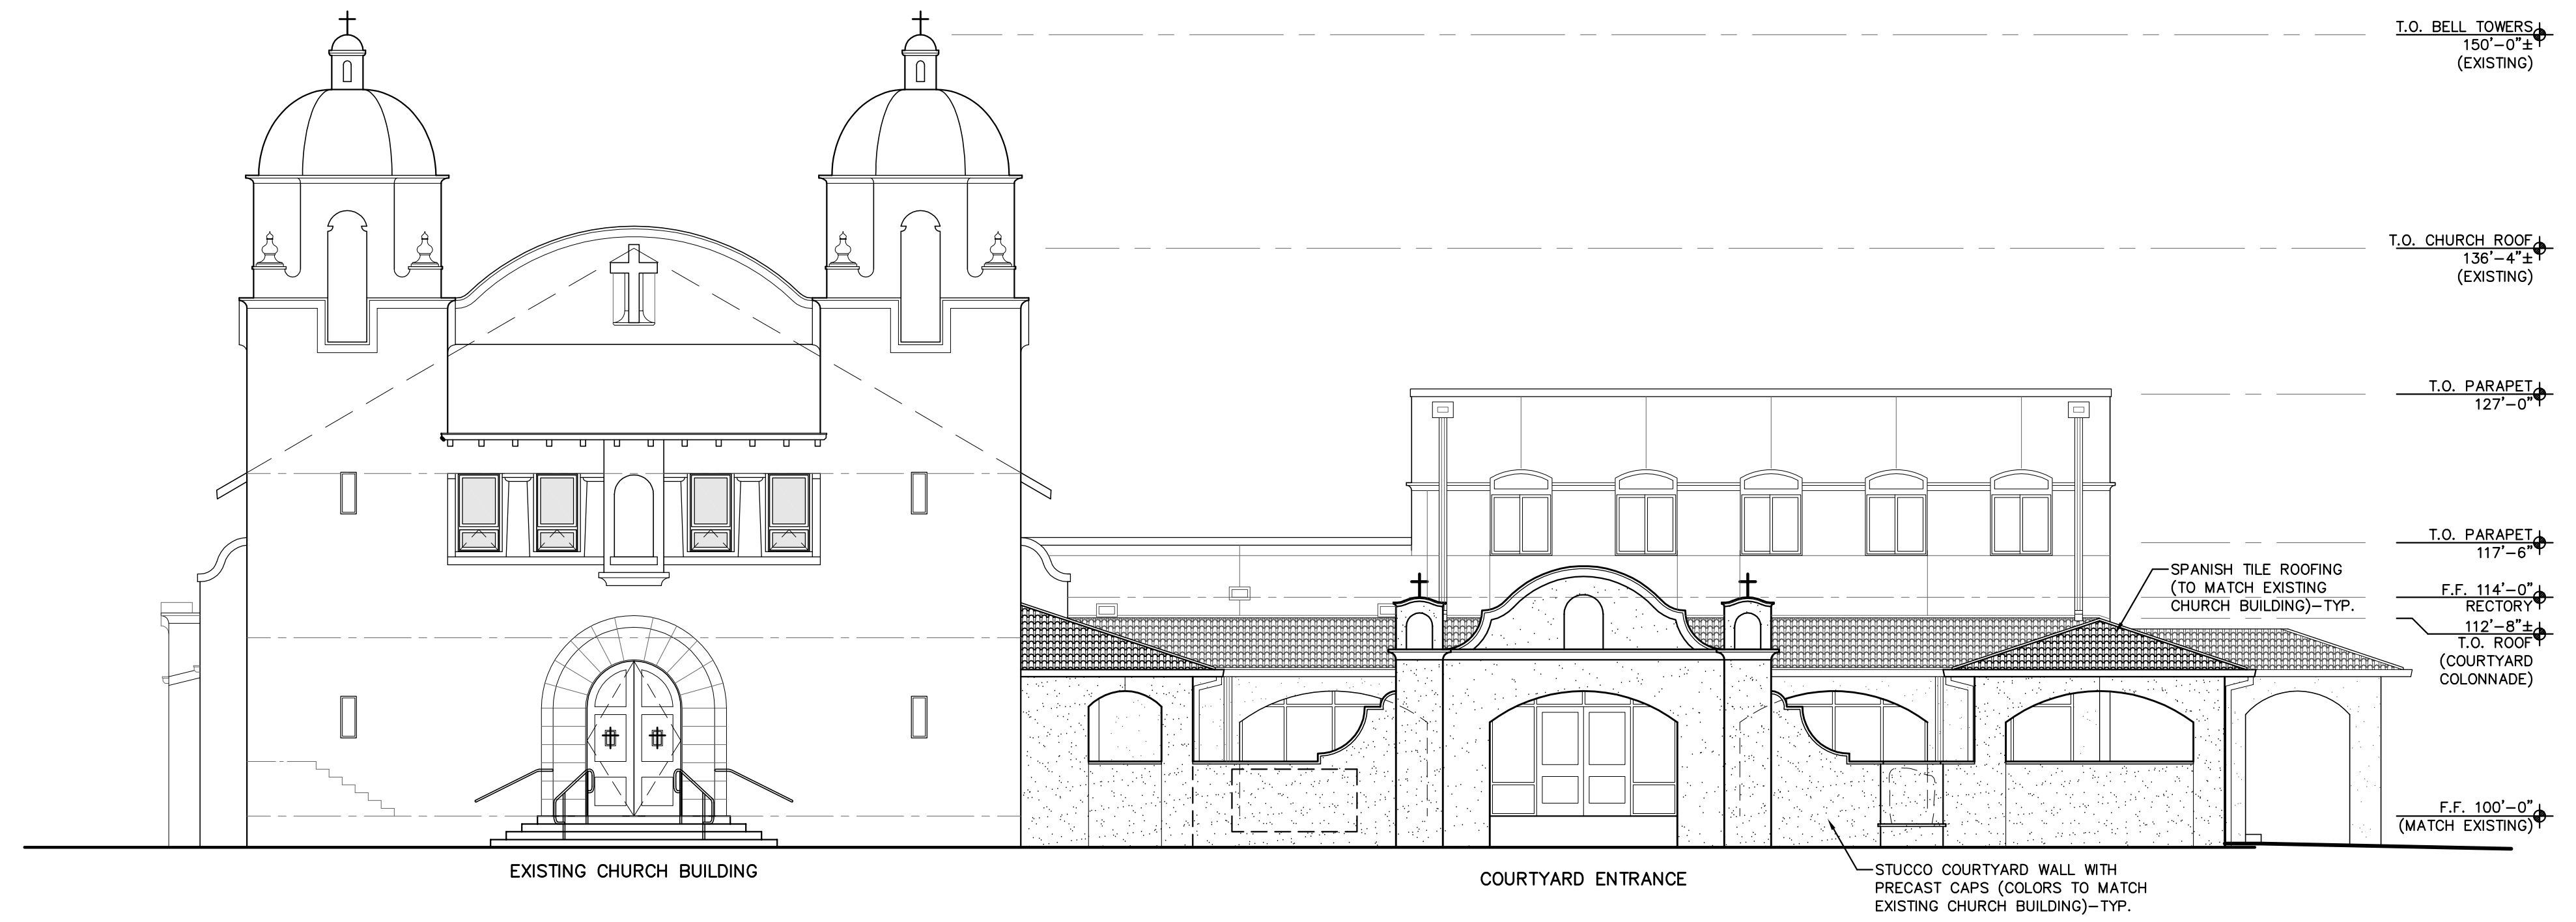 T.O. BELL TOWERS
150'-0"±
(EXISTING)
T.O. CHURCH ROOF
136'-4"±
(EXISTING)
T.O. PARAPET
127'-0"
T.O. PARAPET
117'-6"
SPANISH TILE ROOFING
(TO MATCH EXISTING
CHURCH BUILDING)-TYP.
F.F. 114'-0"
RECTORY
112'-8"±
T.O. ROOF
(COURTYARD
COLONNADE)
F.F. 100'-0"
(MATCH EXISTING)
EXISTING CHURCH BUILDING
COURTYARD ENTRANCE
STUCCO COURTYARD WALL WITH
PRECAST CAPS (COLORS TO MATCH
EXISTING CHURCH BUILDING)-TYP.